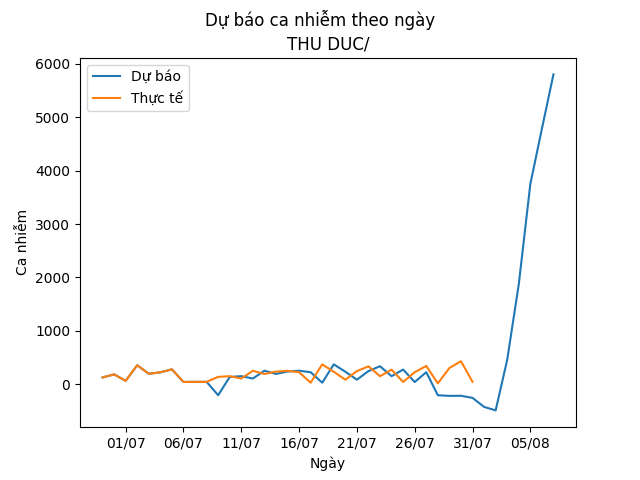 Dự báo ca nhiễm theo ngày
THU DUC/
Dự báo
Thực tế
6000
5000
4000
3000
2000
1000
0
Ca nhiễm
01/07 06/07 11/07 16/07 21/07 26/07 31/07 05/08
Ngày